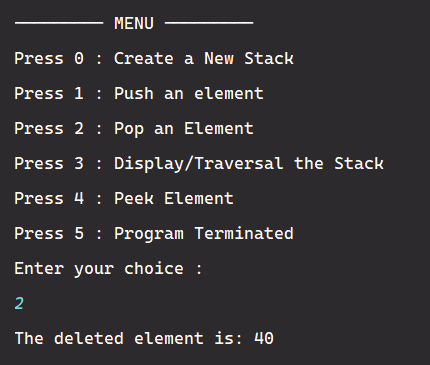 --------- MENU ---------
Press 0 : Create a New Stack
Press 1 : Push an element
Press 2 : Pop an Element
Press 3 : Display/Traversal the Stack
Press 4 : Peek Element
Press 5 : Program Terminated
Enter your choice :
2
The deleted element is: 40